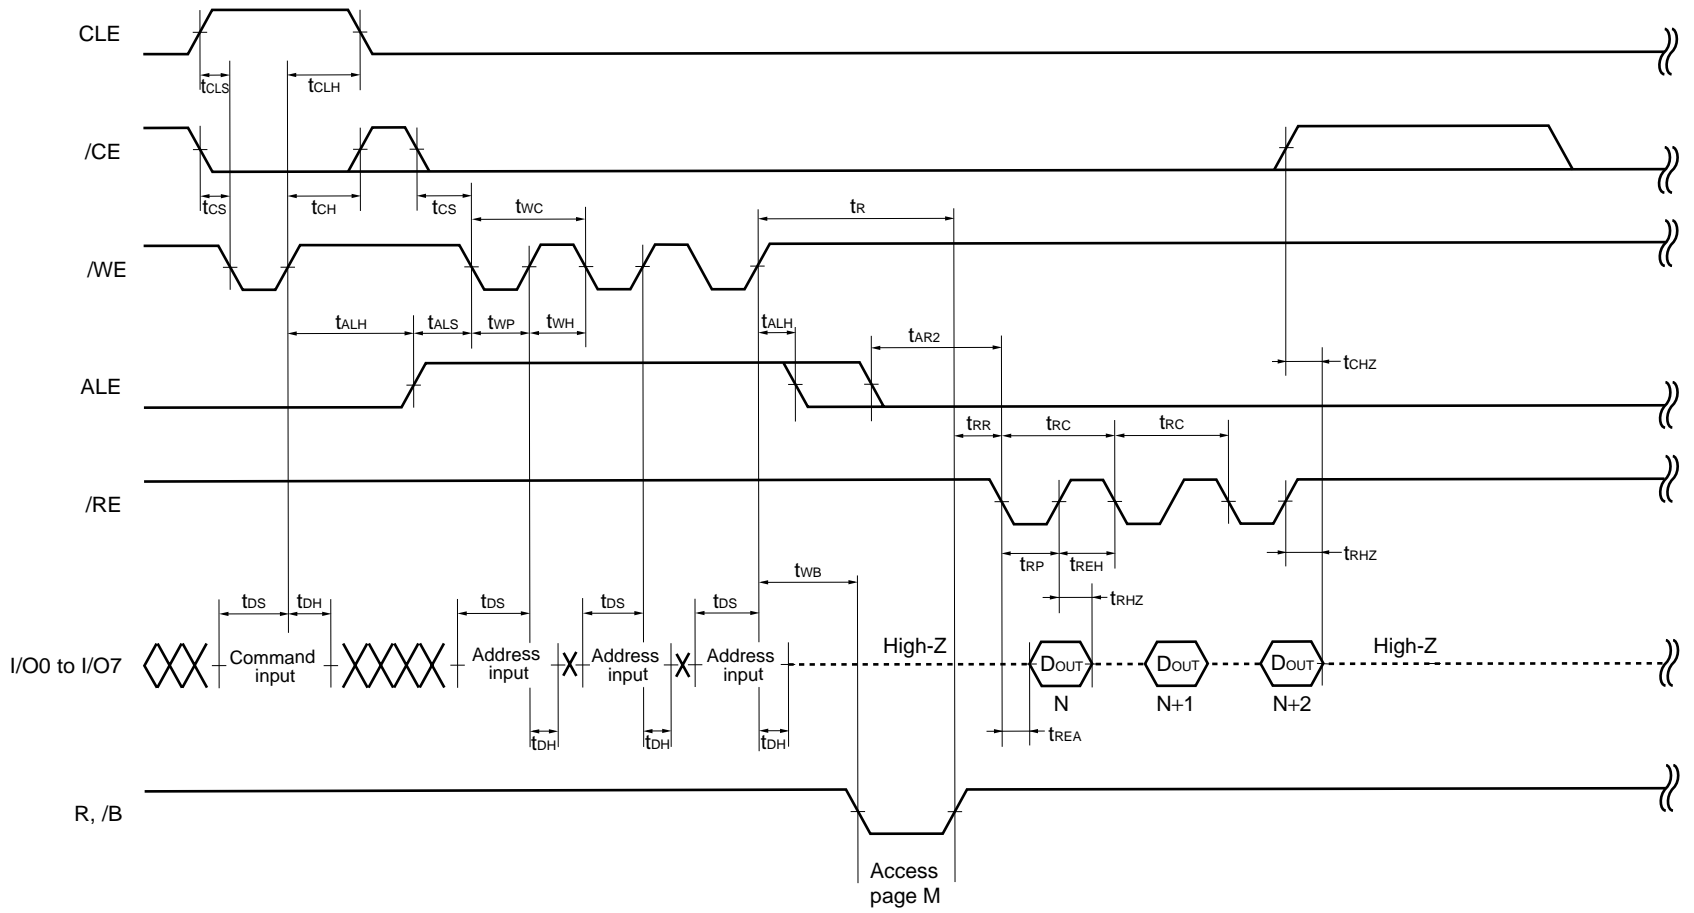 CLE
tCLS
tCLH
/CE
tCS
tCH
tCS
tWC
tR
/WE
tALH
tALS
tWP
tWH
tALH
tAR2
tCHZ
ALE
tRR
tRC
tRC
/RE
tRP
tREH
tRHZ
tWB
tRHZ
tDS
tDH
tDS
tDS
tDS
I/O0 to I/O7
Command
input
Address
input
Address
input
Address
input
High-Z
DOUT
DOUT
DOUT
High-Z
N
N+1
N+2
tDH
tDH
tDH
tREA
R, /B
Access
page M